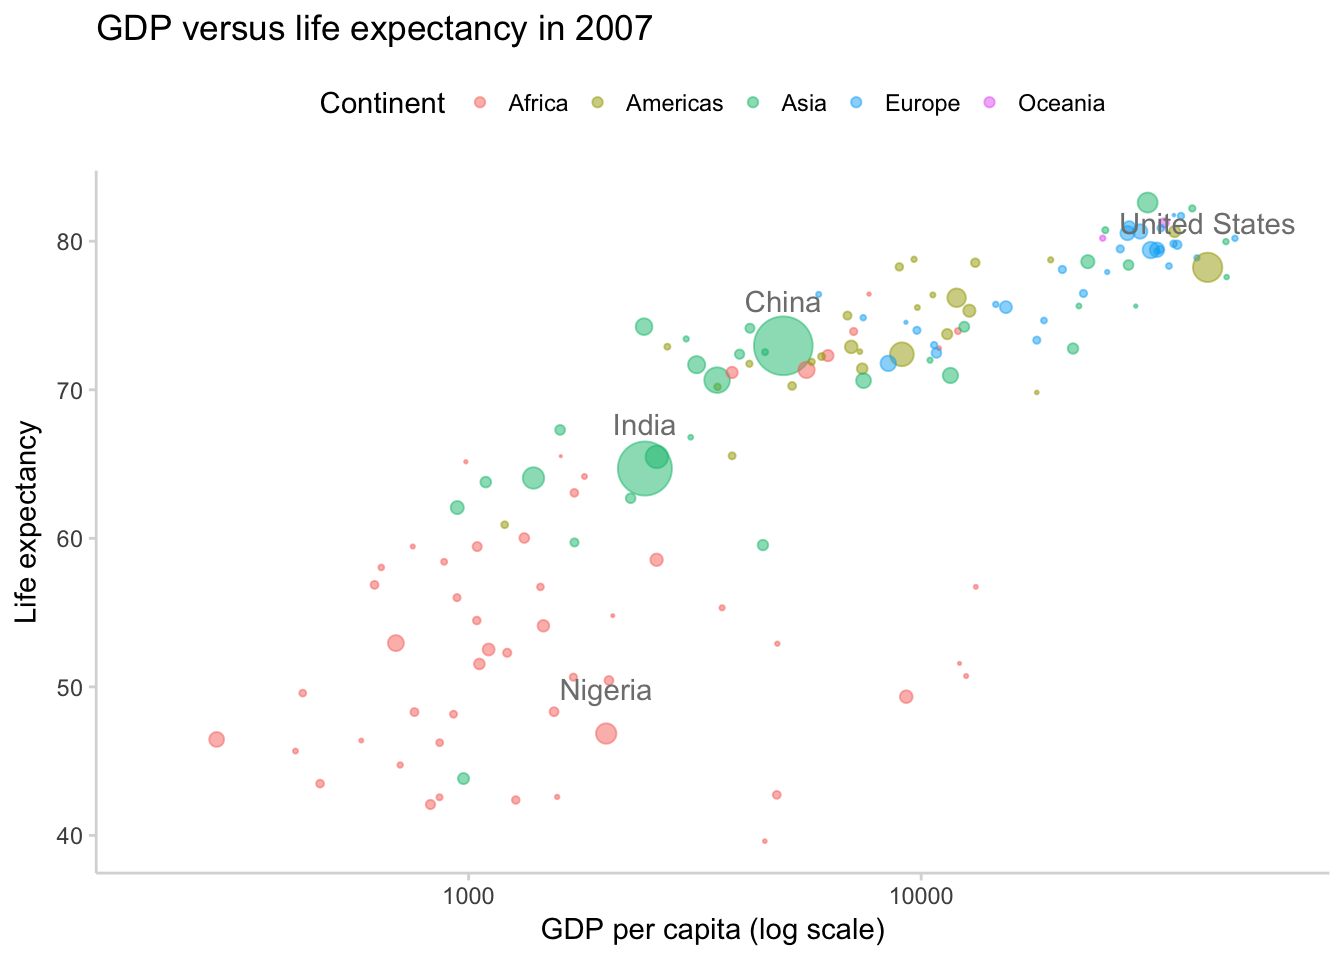 GDP versus life expectancy in 2007
Continent Africa Americas Asia Europe Oceania
Life expectancy
80
70
60
50
40
United States
China
India
Nigeria
1000 10000
GDP per capita (log scale)